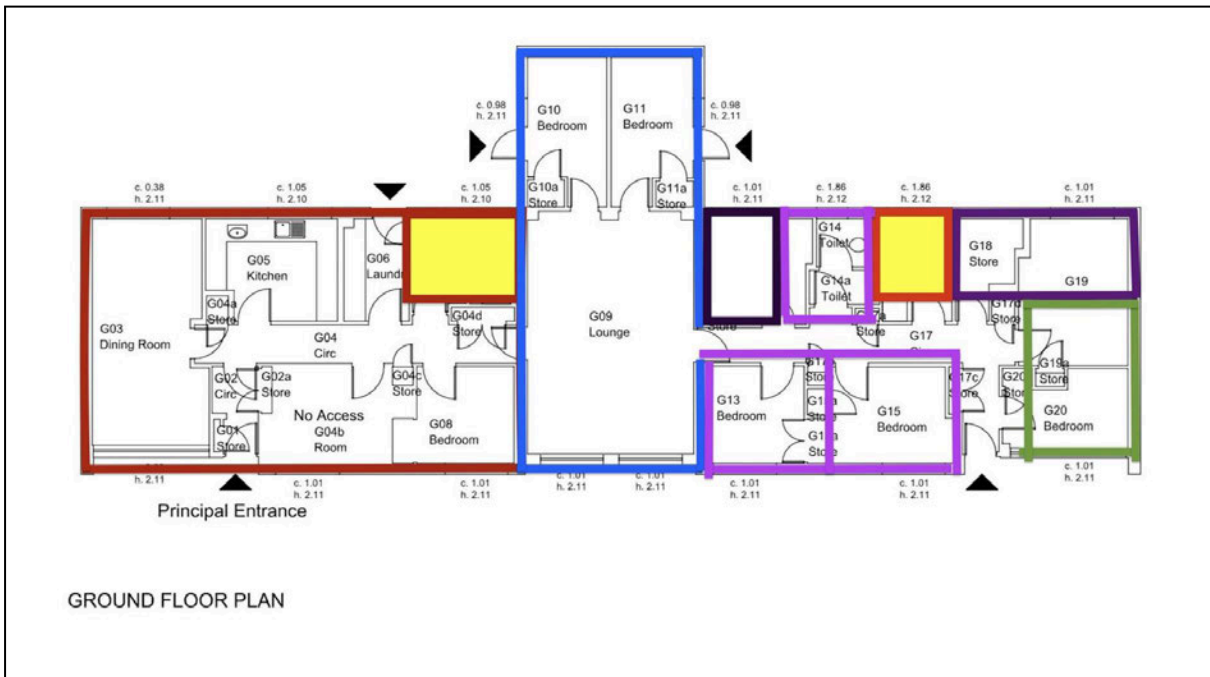 G10
Bedroom
G11
Bedroom
c. 0.98
h. 2.11
c. 0.98
h. 2.11
G10a
Store
G11a
Store
c. 0.38
h. 2.11
c. 1.05
h. 2.10
c. 1.05
h. 2.10
c. 1.01
h. 2.11
c. 1.86
h. 2.12
c. 1.86
h. 2.12
c. 1.01
h. 2.11
G05
Kitchen
G06
G14
Toilet
G18
Store
G14a
Toilet
G19
G04a
Store
G04d
Store
G03
Dining Room
G04
Circ
G09
Lounge
Store
G17
G17d
G02
Circ
G02a
Store
G04c
Store
G13
Bedroom
Store
G15
Bedroom
G17c
Store
Store
G19a
Store
G20
Bedroom
No Access
G04b
Room
G08
Bedroom
G01
Store
Store
h. 2.11
c. 1.01
h. 2.11
c. 1.01
h. 2.11
c. 1.01
h. 2.11
c. 1.01
h. 2.11
c. 1.01
h. 2.11
c. 1.01
h. 2.11
c. 1.01
h. 2.11
Principal Entrance
GROUND FLOOR PLAN